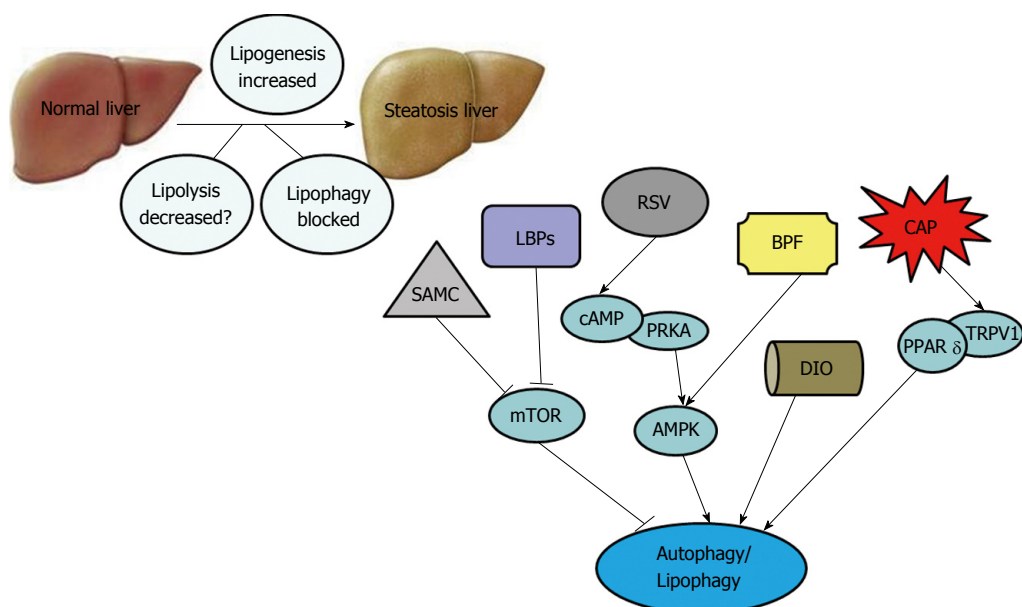 Lipogenesis
increased
Normal liver
Steatosis liver
Lipolysis
decreased?
Lipophagy
blocked
RSV
LBPs
BPF
CAP
SAMC
cAMP
PRKA
TRPV1
PPAR δ
DIO
mTOR
AMPK
Autophagy/
Lipophagy